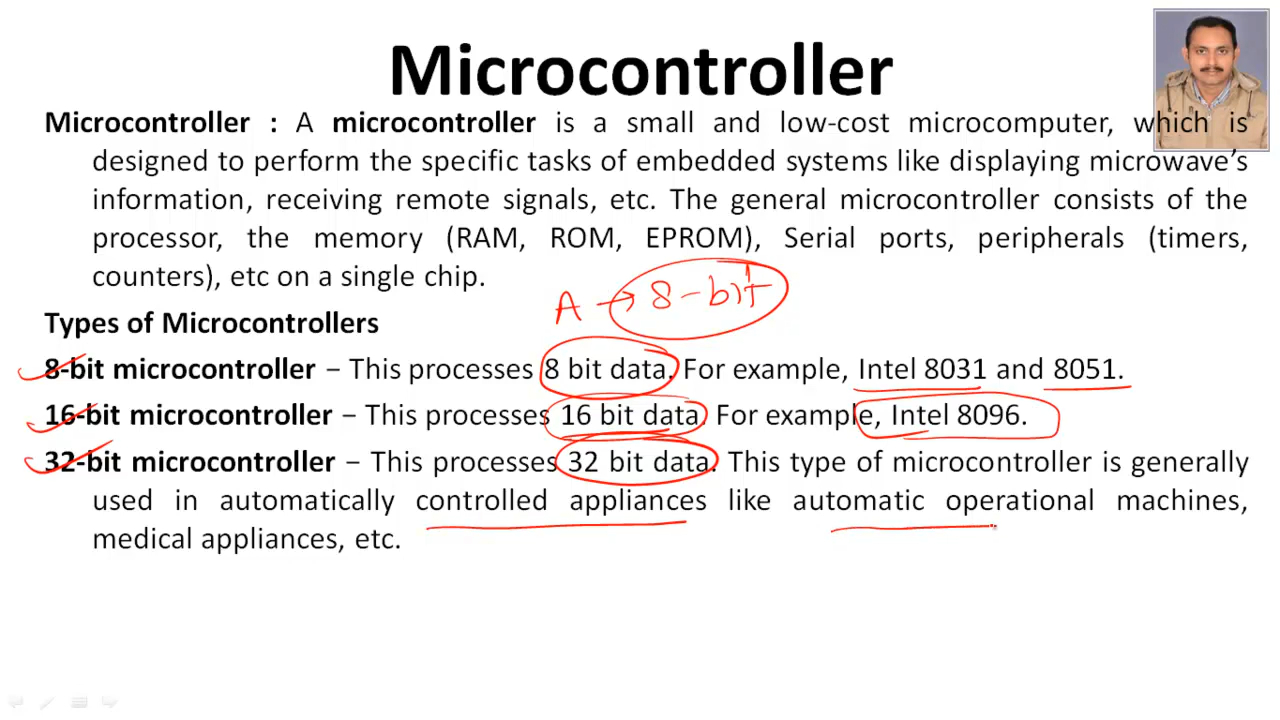 Microcontroller
Microcontroller : A microcontroller is a small and low-cost microcomputer, which is
designed to perform the specific tasks of embedded systems like displaying microwave's
information, receiving remote signals, etc. The general microcontroller consists of the
processor, the memory (RAM, ROM, EPROM), Serial ports, peripherals (timers,
counters), etc on a single chip.
A → 8-bit
Types of Microcontrollers
8-bit microcontroller – This processes 8 bit data. For example, Intel 8031 and 8051.
16-bit microcontroller – This processes 16 bit data. For example, Intel 8096.
32-bit microcontroller – This processes 32 bit data. This type of microcontroller is generally
used in automatically controlled appliances like automatic operational machines,
medical appliances, etc.